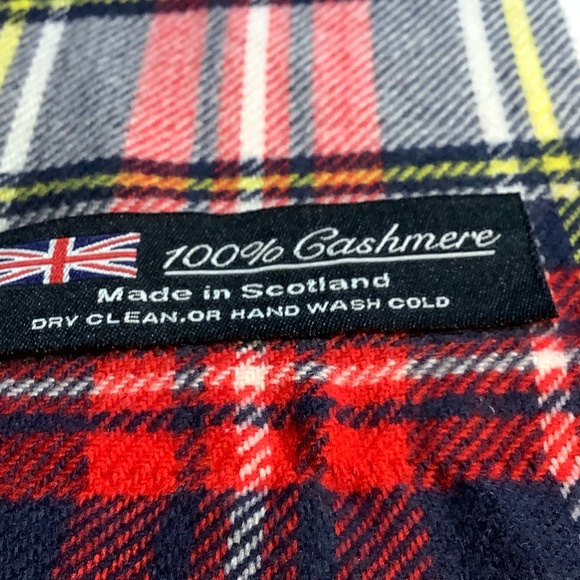 100% Cashmere
Made in Scotland
DRY CLEAN,OR HAND WASH COLD